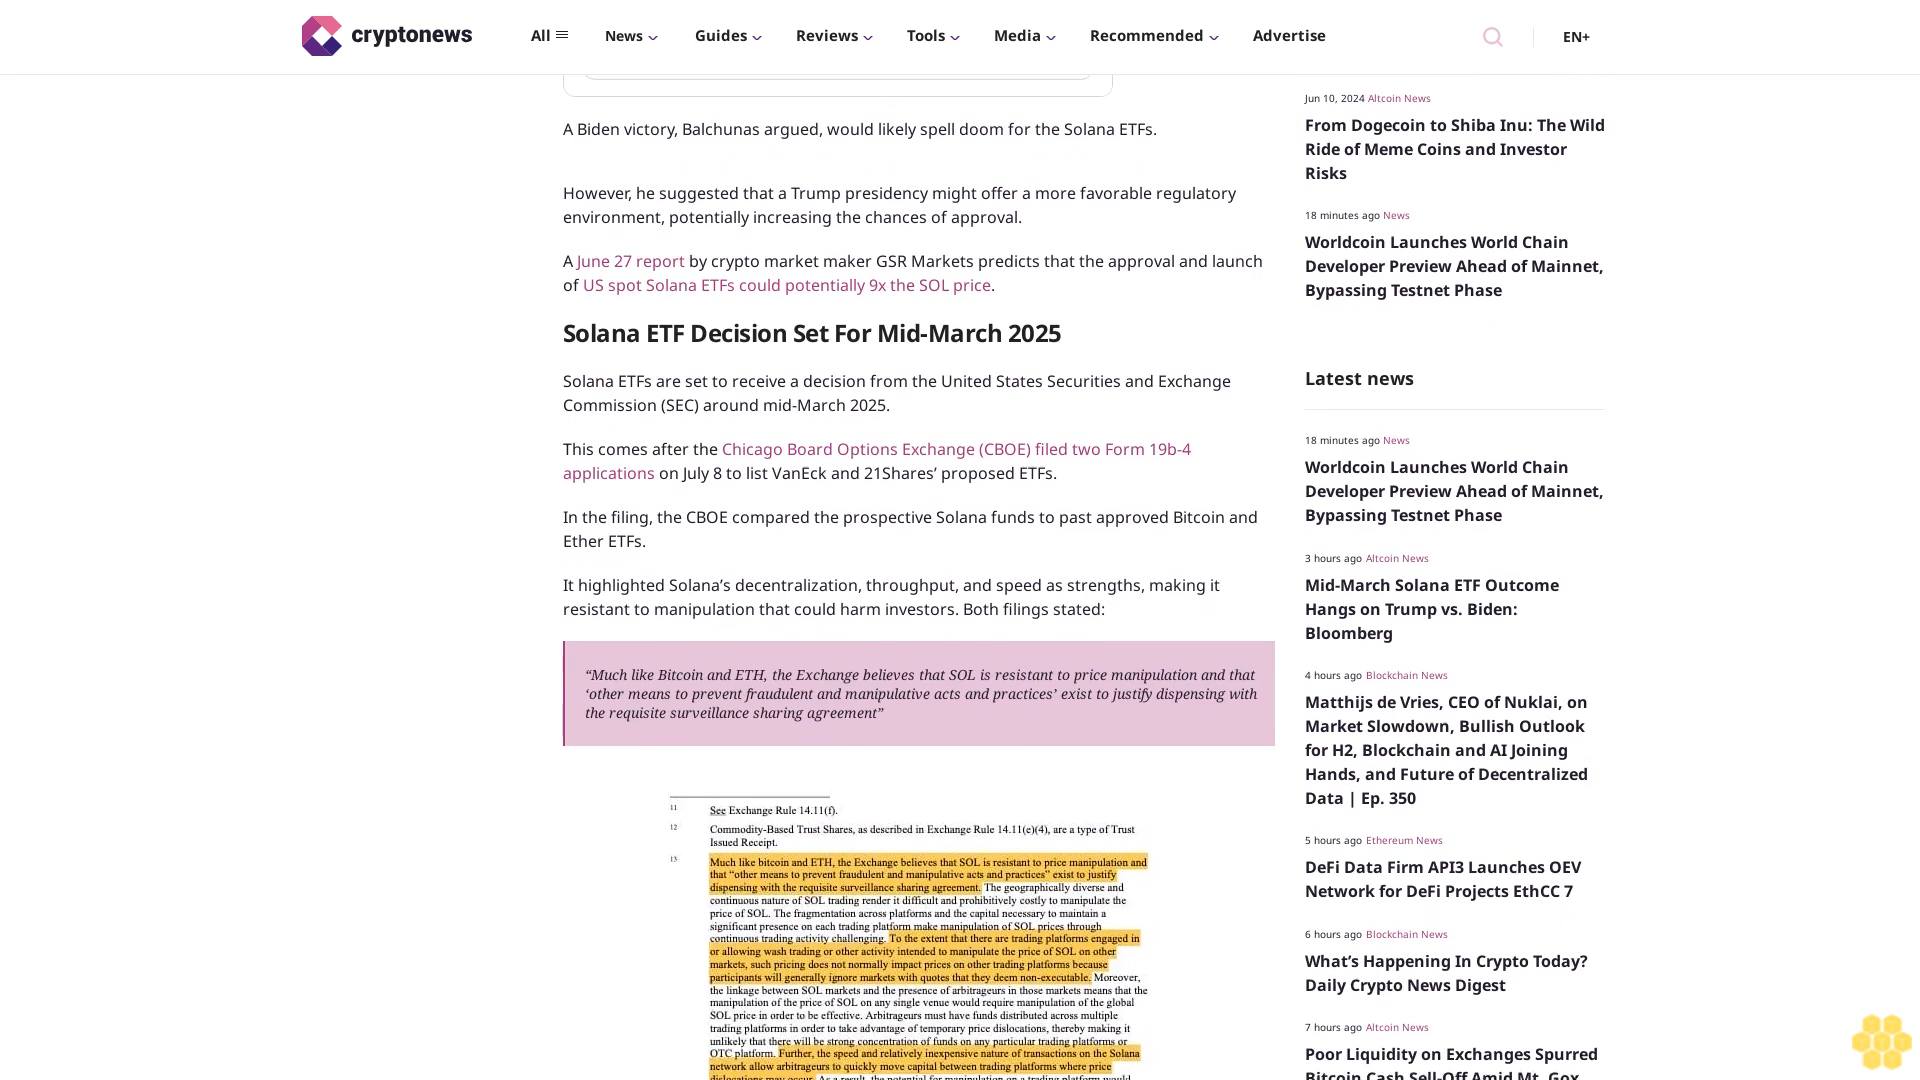 cryptonews
All
News
Guides
Reviews
Tools
Media
Recommended
Advertise
EN+
A Biden victory, Balchunas argued, would likely spell doom for the Solana ETFs.
However, he suggested that a Trump presidency might offer a more favorable regulatory
environment, potentially increasing the chances of approval.
A June 27 report by crypto market maker GSR Markets predicts that the approval and launch
of US spot Solana ETFs could potentially 9x the SOL price.
Solana ETF Decision Set For Mid-March 2025
Solana ETFs are set to receive a decision from the United States Securities and Exchange
Commission (SEC) around mid-March 2025.
This comes after the Chicago Board Options Exchange (CBOE) filed two Form 19b-4
applications on July 8 to list VanEck and 21Shares’ proposed ETFs.
In the filing, the CBOE compared the prospective Solana funds to past approved Bitcoin and
Ether ETFs.
It highlighted Solana’s decentralization, throughput, and speed as strengths, making it
resistant to manipulation that could harm investors. Both filings stated:
“Much like Bitcoin and ETH, the Exchange believes that SOL is resistant to price manipulation and that
‘other means to prevent fraudulent and manipulative acts and practices’ exist to justify dispensing with
the requisite surveillance sharing agreement”
11 See Exchange Rule 14.11(f).
12 Commodity-Based Trust Shares, as described in Exchange Rule 14.11(e)(4), are a type of Trust
Issued Receipt.
13 Much like bitcoin and ETH, the Exchange believes that SOL is resistant to price manipulation and
that “other means to prevent fraudulent and manipulative acts and practices” exist to justify
dispensing with the requisite surveillance sharing agreement. The geographically diverse and
continuous nature of SOL trading render it difficult and prohibitively costly to manipulate the
price of SOL. The fragmentation across platforms and the capital necessary to maintain a
significant presence on each trading platform make manipulation of SOL prices through
continuous trading activity challenging. To the extent that there are trading platforms engaged in
or allowing wash trading or other activity intended to manipulate the price of SOL on other
markets, such pricing does not normally impact prices on other trading platforms because
participants will generally ignore markets with quotes that they deem non-executable. Moreover,
the linkage between SOL markets and the presence of arbitrageurs in those markets means that the
manipulation of the price of SOL on any single venue would require manipulation of the global
SOL price in order to be effective. Arbitrageurs must have funds distributed across multiple
trading platforms in order to take advantage of temporary price dislocations, thereby making it
unlikely that there will be strong concentration of funds on any particular trading platforms or
OTC platform. Further, the speed and relatively inexpensive nature of transactions on the Solana
network allow arbitrageurs to quickly move capital between trading platforms where price
dislocations may occur. As a result, the potential for manipulation on a trading platform would
Jun 10, 2024 Altcoin News
From Dogecoin to Shiba Inu: The Wild
Ride of Meme Coins and Investor
Risks
18 minutes ago News
Worldcoin Launches World Chain
Developer Preview Ahead of Mainnet,
Bypassing Testnet Phase
Latest news
18 minutes ago News
Worldcoin Launches World Chain
Developer Preview Ahead of Mainnet,
Bypassing Testnet Phase
3 hours ago Altcoin News
Mid-March Solana ETF Outcome
Hangs on Trump vs. Biden:
Bloomberg
4 hours ago Blockchain News
Matthijs de Vries, CEO of Nuklai, on
Market Slowdown, Bullish Outlook
for H2, Blockchain and AI Joining
Hands, and Future of Decentralized
Data | Ep. 350
5 hours ago Ethereum News
DeFi Data Firm API3 Launches OEV
Network for DeFi Projects EthCC 7
6 hours ago Blockchain News
What’s Happening In Crypto Today?
Daily Crypto News Digest
7 hours ago Altcoin News
Poor Liquidity on Exchanges Spurred
Bitcoin Cash Sell-Off Amid Mt. Gox